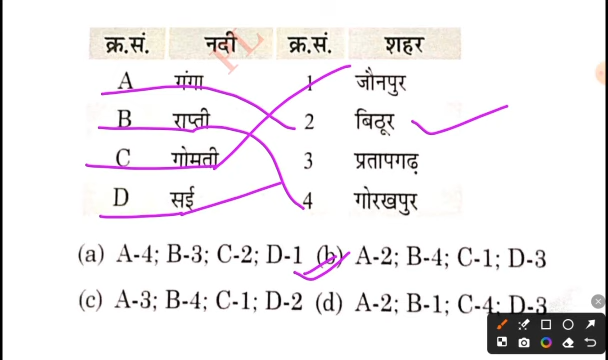 क्र.सं. नदी क्र.सं. शहर
A गंगा 1 जौनपुर
B राप्ती 2 बिठूर
C गोमती 3 प्रतापगढ़
D सई 4 गोरखपुर
(a) A-4; B-3; C-2; D-1 (b) A-2; B-4; C-1; D-3
(c) A-3; B-4; C-1; D-2 (d) A-2; B-1; C-4; D-3